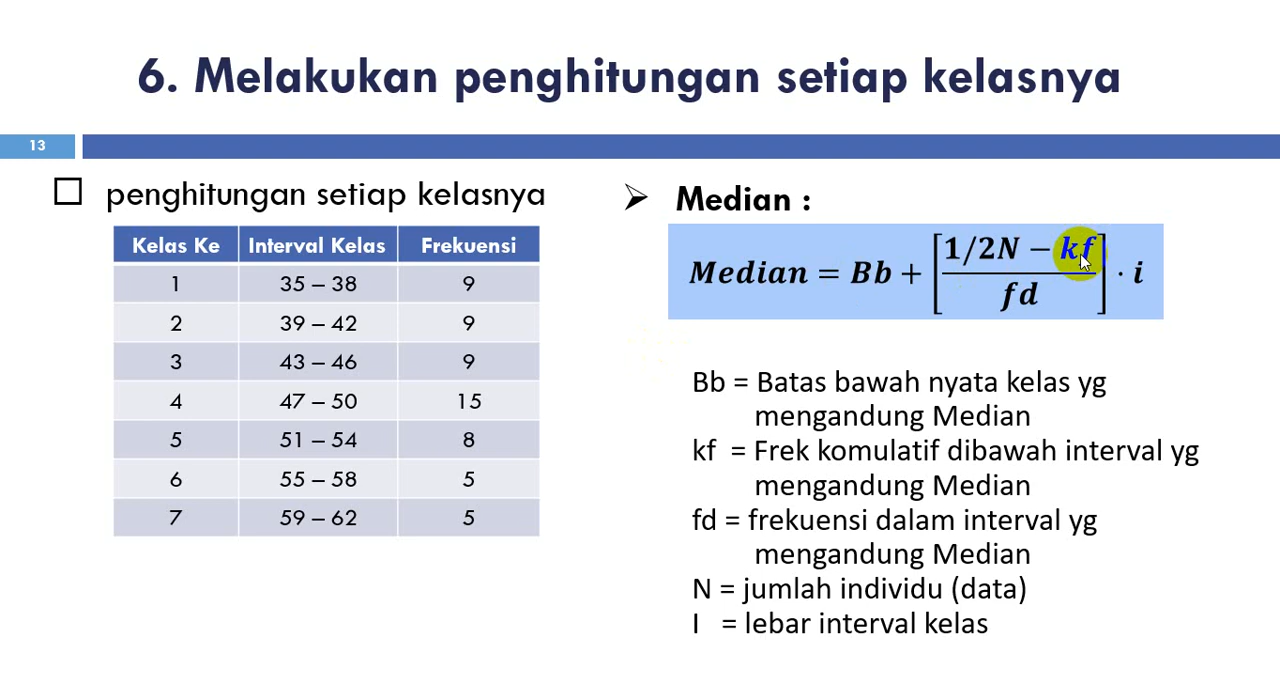 6. Melakukan penghitungan setiap kelasnya
13
penghitungan setiap kelasnya
Kelas Ke Interval Kelas Frekuensi
1 35 – 38 9
2 39 – 42 9
3 43 – 46 9
4 47 – 50 15
5 51 – 54 8
6 55 – 58 5
7 59 – 62 5
Median :
Median = Bb + [1/2N − kf / fd] · i
Bb = Batas bawah nyata kelas yg
mengandung Median
kf = Frek komulatif dibawah interval yg
mengandung Median
fd = frekuensi dalam interval yg
mengandung Median
N = jumlah individu (data)
I = lebar interval kelas